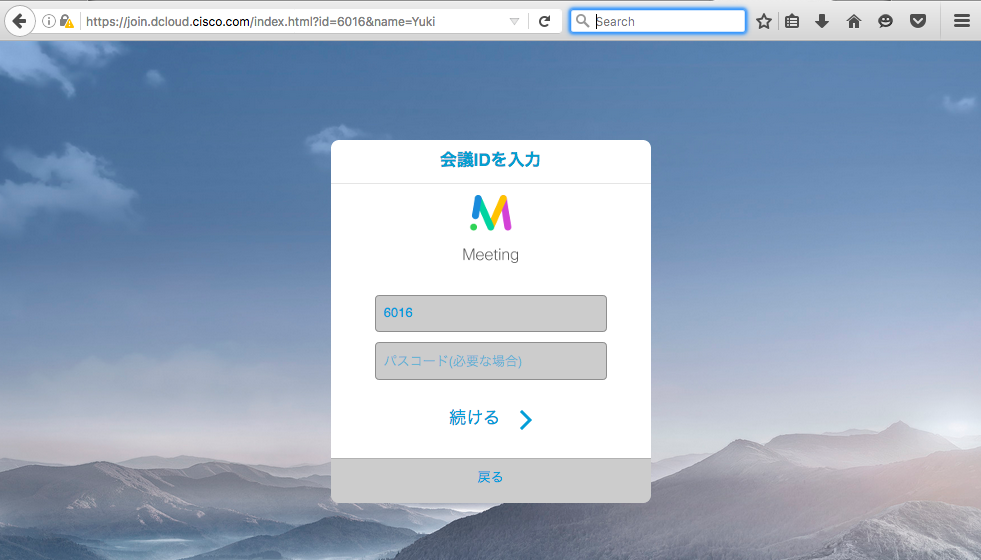 https://join.dcloud.cisco.com/index.html?id=6016&name=Yuki
Search
会議IDを入力
Meeting
6016
パスコード(必要な場合)
続ける
戻る